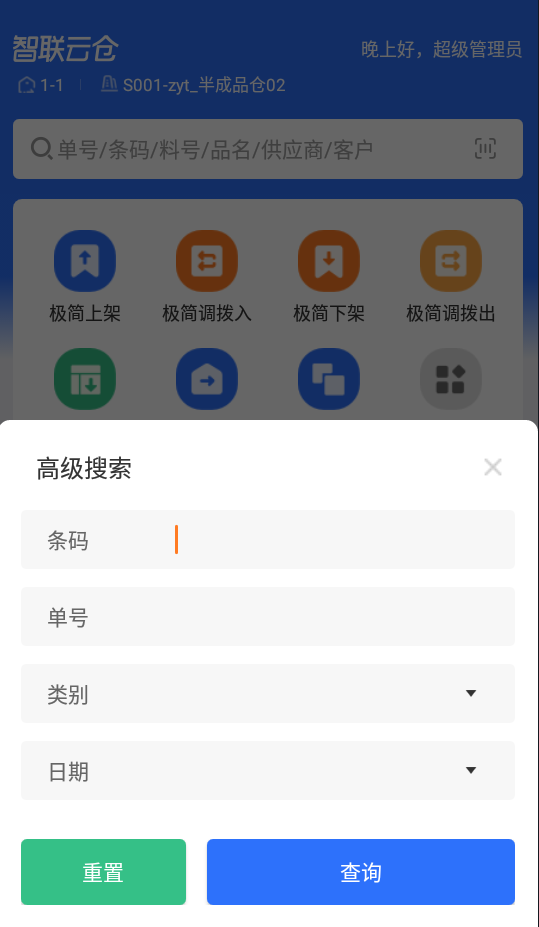 智联云仓
晚上好，超级管理员
1-1 S001-zyt_半成品仓02
单号/条码/料号/品名/供应商/客户
极简上架 极简调拨入 极简下架 极简调拨出
高级搜索
条码
单号
类别
日期
重置 查询